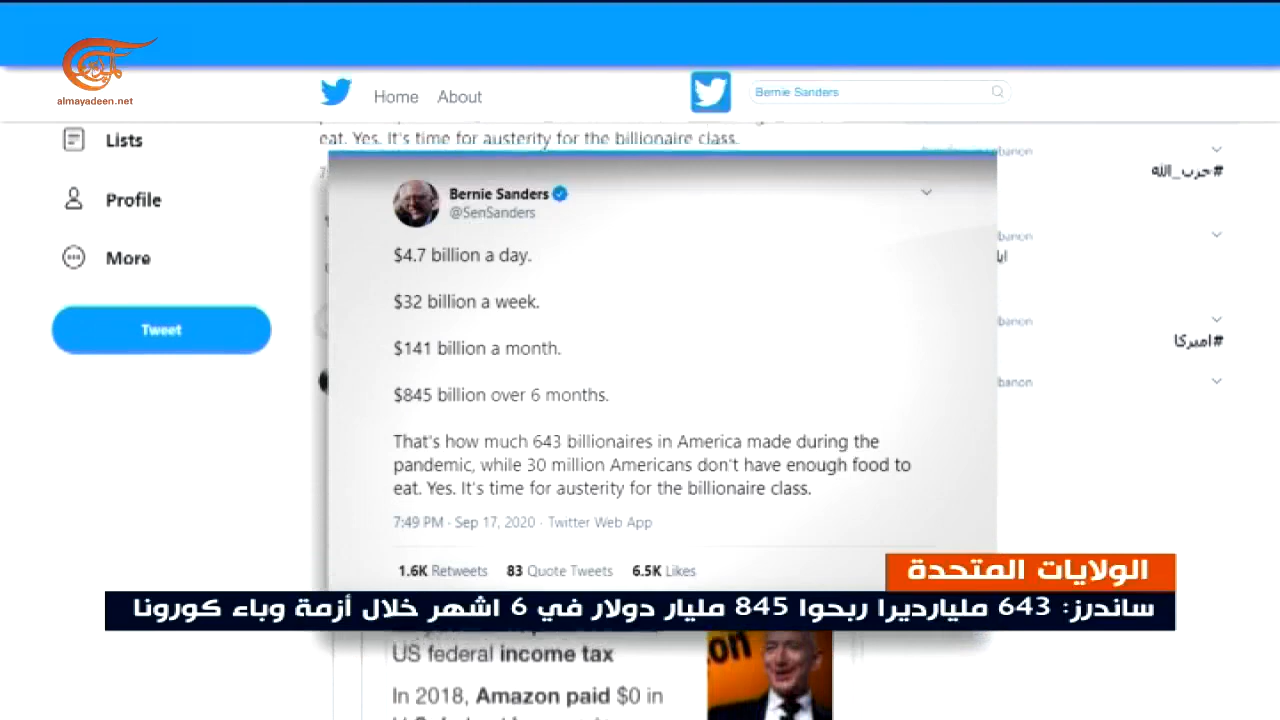 almayadeen.net
Home About
Bernie Sanders
eat. Yes. It's time for austerity for the billionaire class.
Lists
Profile
More
Tweet
#حزب_الله
#اميركا
Bernie Sanders
@SenSanders
$4.7 billion a day.
$32 billion a week.
$141 billion a month.
$845 billion over 6 months.
That's how much 643 billionaires in America made during the
pandemic, while 30 million Americans don't have enough food to
eat. Yes. It's time for austerity for the billionaire class.
7:49 PM · Sep 17, 2020 · Twitter Web App
1.6K Retweets 83 Quote Tweets 6.5K Likes
الولايات المتحدة
ساندرز: 643 مليارديرا ربحوا 845 مليار دولار في 6 اشهر خلال أزمة وباء كورونا
US federal income tax
In 2018, Amazon paid $0 in